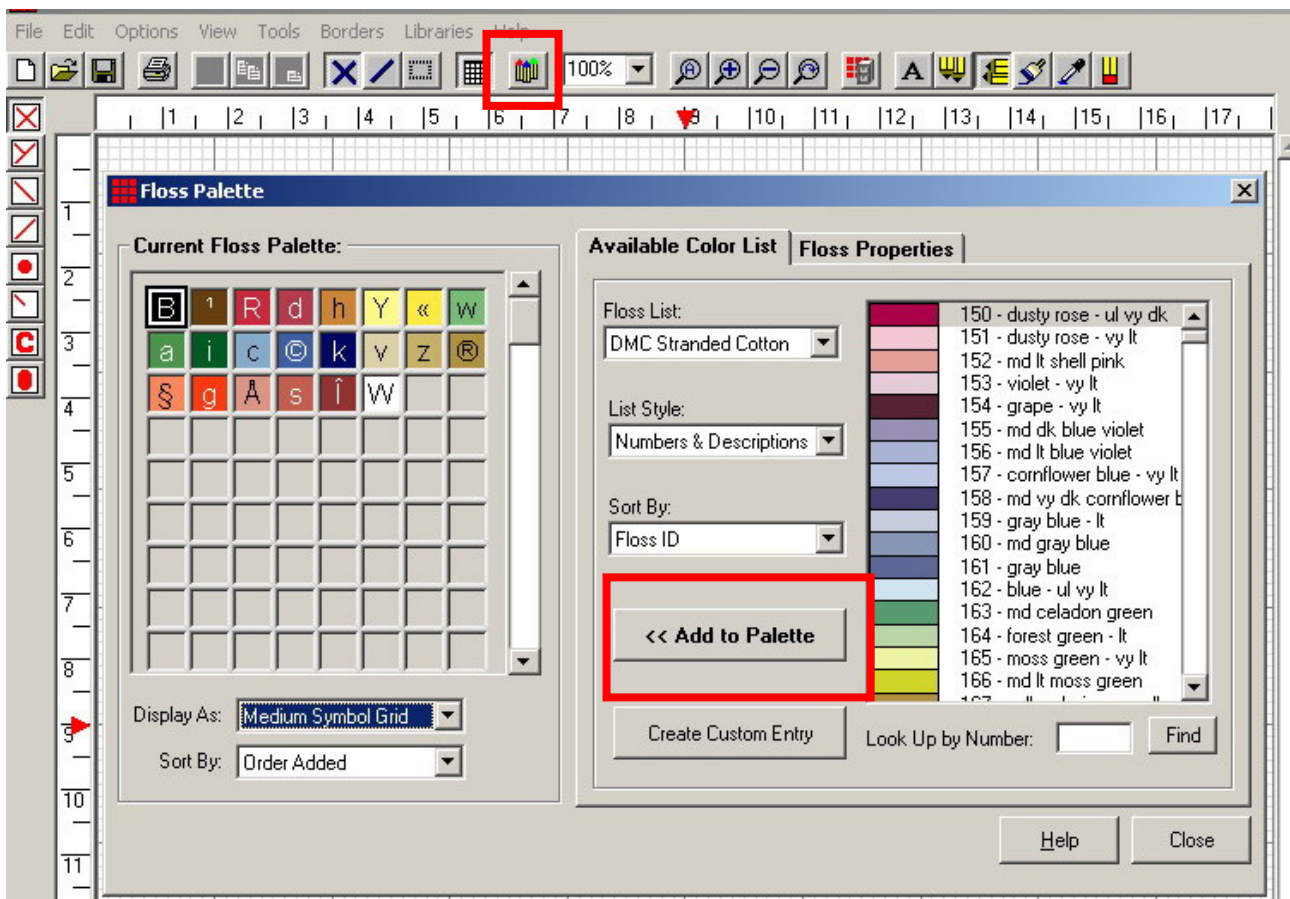 File Edit Options View Tools Borders Libraries Help
100%
A
1 2 3 4 5 6 7 8 9 10 11 12 13 14 15 16 17
Floss Palette
Current Floss Palette:
B ¹ R d h Y « w
a i c © k v z ®
§ g Å s Î W
Display As: Medium Symbol Grid
Sort By: Order Added
Available Color List Floss Properties
Floss List:
DMC Stranded Cotton
List Style:
Numbers & Descriptions
Sort By:
Floss ID
<< Add to Palette
Create Custom Entry
150 - dusty rose - ul vy dk
151 - dusty rose - vy lt
152 - md lt shell pink
153 - violet - vy lt
154 - grape - vy lt
155 - md dk blue violet
156 - md lt blue violet
157 - cornflower blue - vy lt
158 - md vy dk cornflower b
159 - gray blue - lt
160 - md gray blue
161 - gray blue
162 - blue - ul vy lt
163 - md celadon green
164 - forest green - lt
165 - moss green - vy lt
166 - md lt moss green
Look Up by Number: Find
Help Close
C
1
2
3
4
5
6
7
8
9
10
11